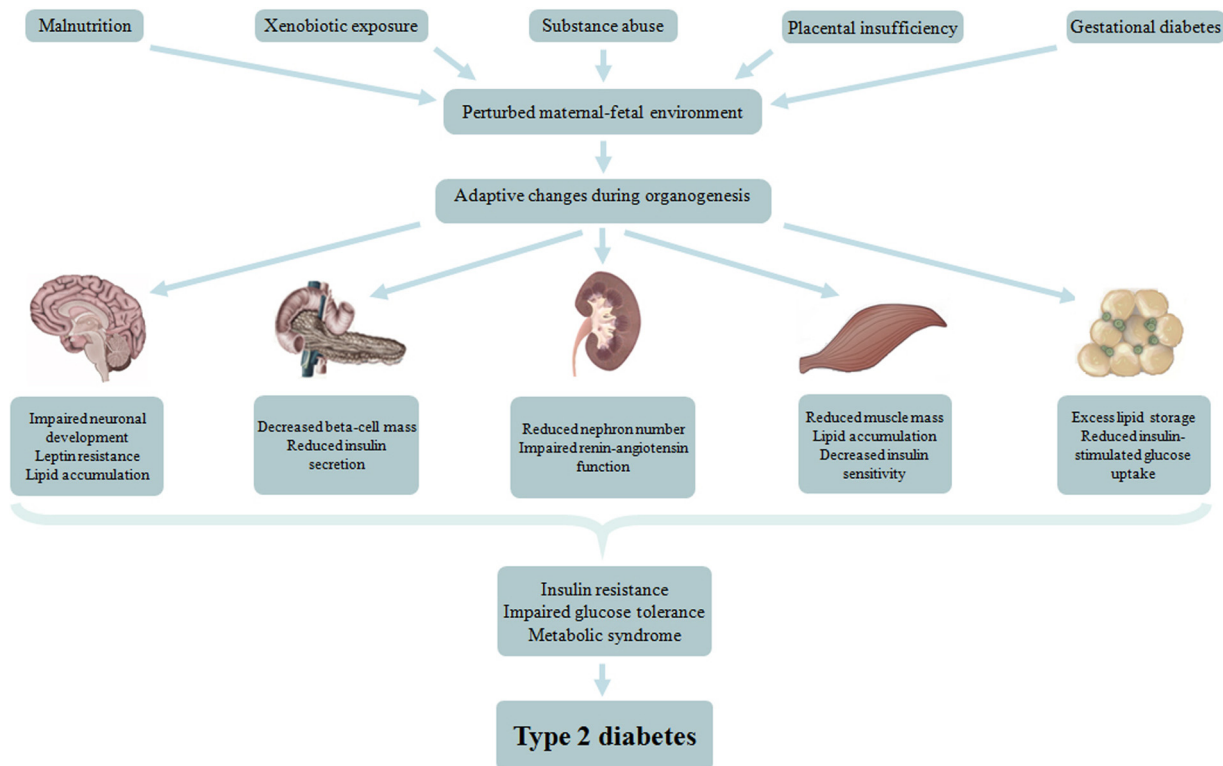 Malnutrition
Xenobiotic exposure
Substance abuse
Placental insufficiency
Gestational diabetes
Perturbed maternal-fetal environment
Adaptive changes during organogenesis
Impaired neuronal
development
Leptin resistance
Lipid accumulation
Decreased beta-cell mass
Reduced insulin
secretion
Reduced nephron number
Impaired renin-angiotensin
function
Reduced muscle mass
Lipid accumulation
Decreased insulin
sensitivity
Excess lipid storage
Reduced insulin-
stimulated glucose
uptake
Insulin resistance
Impaired glucose tolerance
Metabolic syndrome
Type 2 diabetes